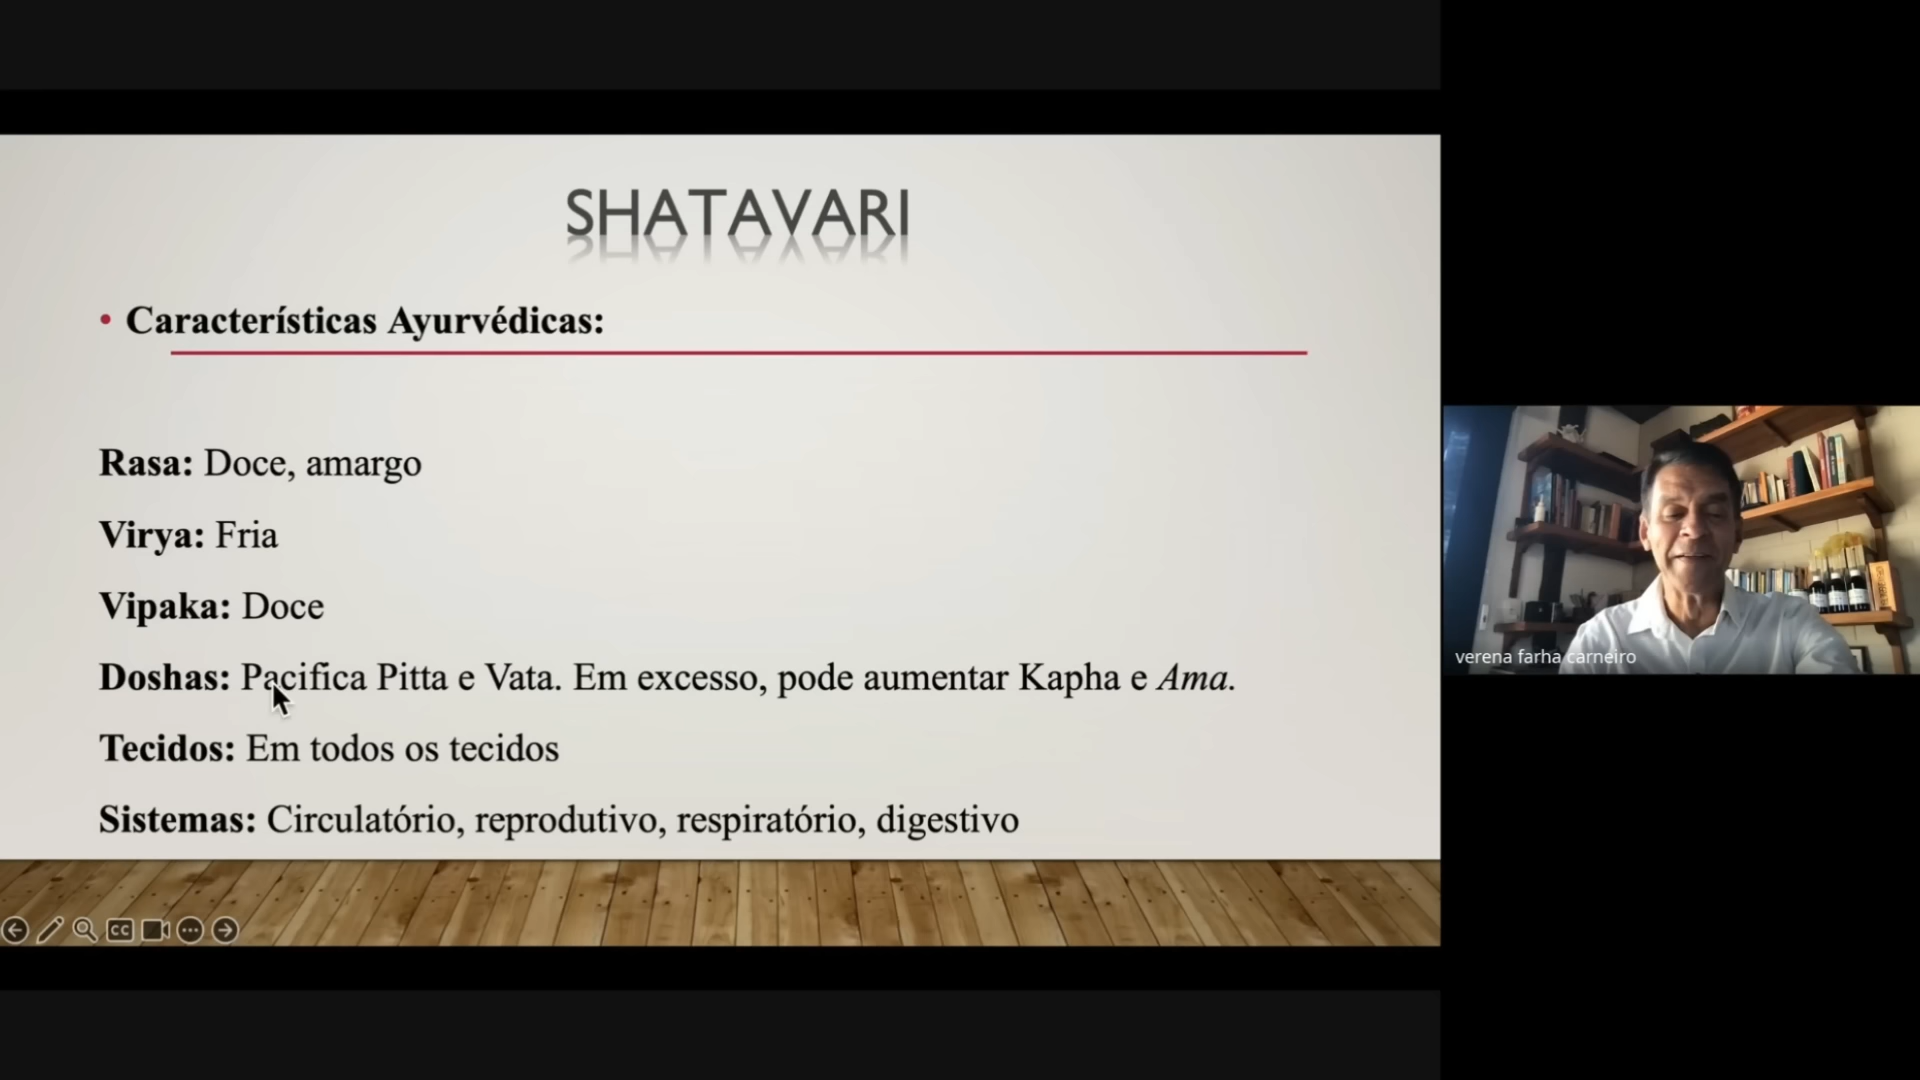 SHATAVARI
• Características Ayurvédicas:
Rasa: Doce, amargo
Virya: Fria
Vipaka: Doce
Doshas: Pacifica Pitta e Vata. Em excesso, pode aumentar Kapha e Ama.
Tecidos: Em todos os tecidos
Sistemas: Circulatório, reprodutivo, respiratório, digestivo
CC
verena farha carneiro